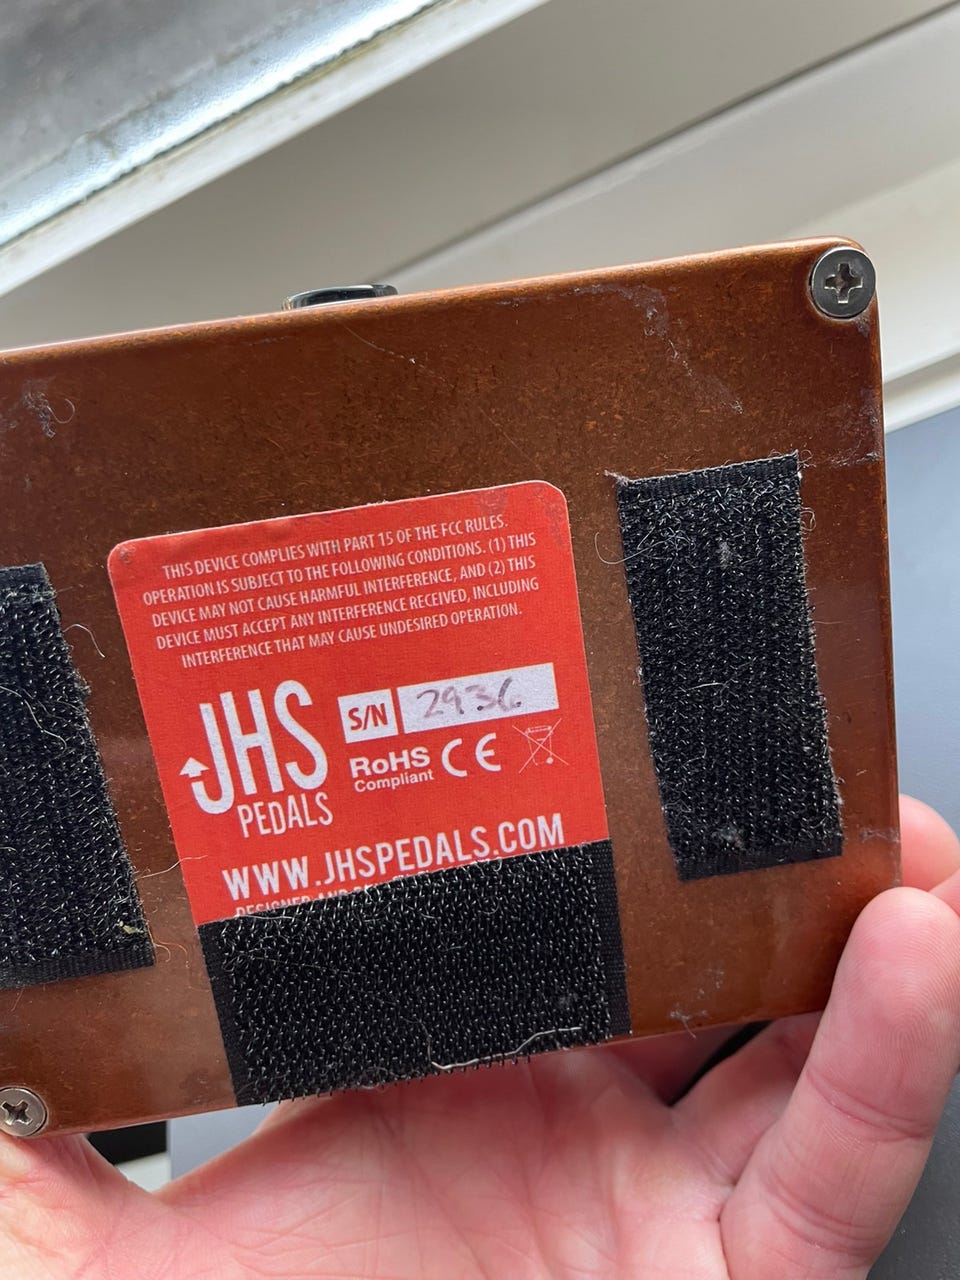 THIS DEVICE COMPLIES WITH PART 15 OF THE FCC RULES.
OPERATION IS SUBJECT TO THE FOLLOWING CONDITIONS. (1) THIS
DEVICE MAY NOT CAUSE HARMFUL INTERFERENCE, AND (2) THIS
DEVICE MUST ACCEPT ANY INTERFERENCE RECEIVED, INCLUDING
INTERFERENCE THAT MAY CAUSE UNDESIRED OPERATION.
JHS
PEDALS
S/N 2936
RoHS
Compliant
CE
WWW.JHSPEDALS.COM
DESIGNED AND